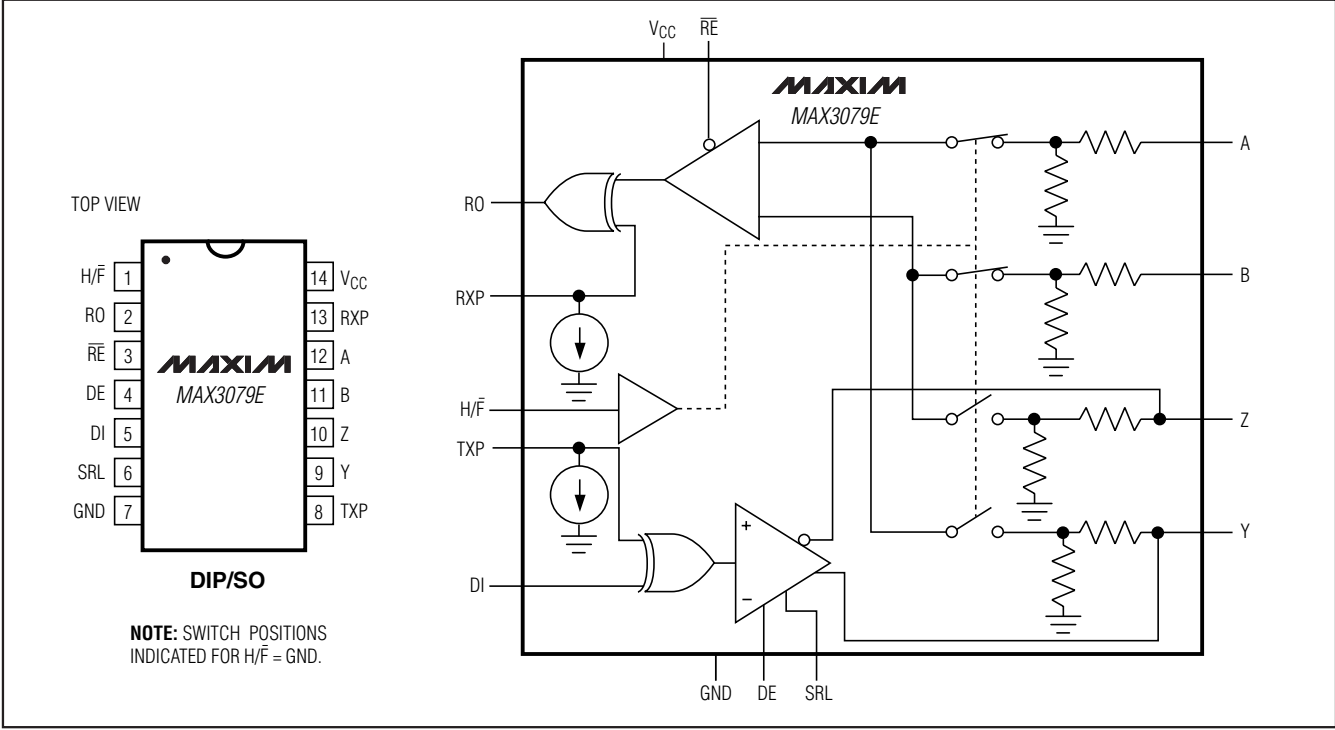 TOP VIEW
H/F̅ 1
RO 2
R̅E̅ 3
DE 4
DI 5
SRL 6
GND 7
14 VCC
13 RXP
12 A
11 B
10 Z
9 Y
8 TXP
MAXIM
MAX3079E
DIP/SO
NOTE: SWITCH POSITIONS
INDICATED FOR H/F̅ = GND.
VCC
R̅E̅
MAXIM
MAX3079E
RO
RXP
H/F̅
TXP
DI
A
B
Z
Y
+
–
GND
DE
SRL